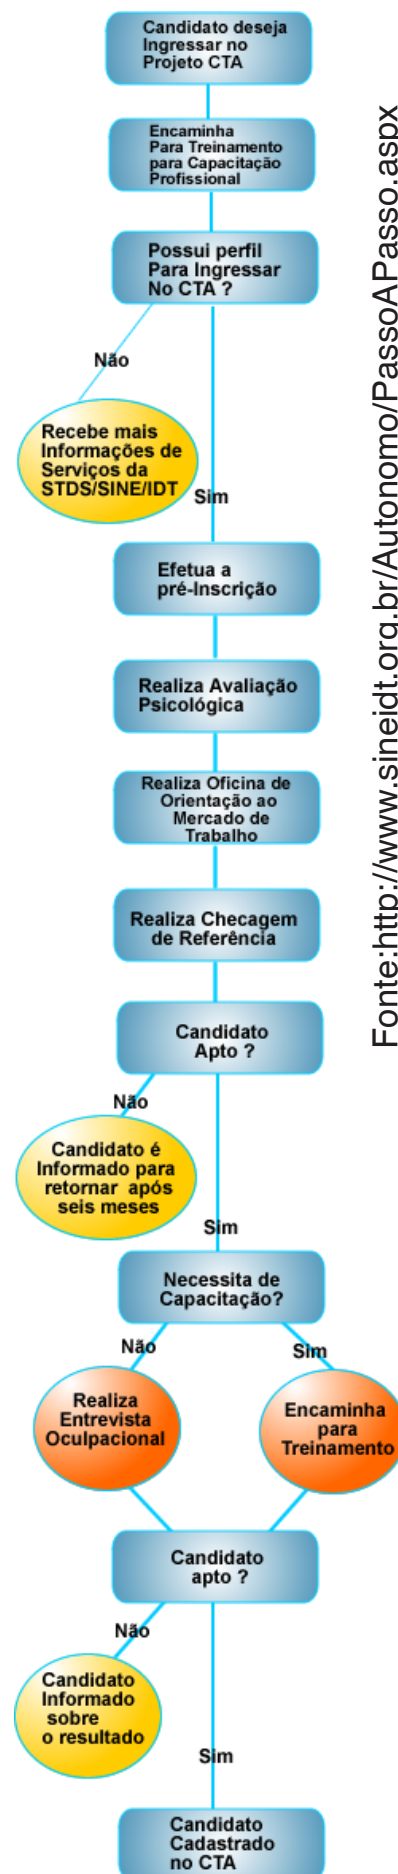 Candidato deseja
Ingressar no
Projeto CTA
Encaminha
Para Treinamento
para Capacitação
Profissional
Possui perfil
Para Ingressar
No CTA ?
Não
Recebe mais
Informações de
Serviços da
STDS/SINE/IDT
Sim
Efetua a
pré-Inscrição
Realiza Avaliação
Psicológica
Realiza Oficina de
Orientação ao
Mercado de
Trabalho
Realiza Checagem
de Referência
Candidato
Apto ?
Não
Candidato é
Informado para
retornar após
seis meses
Sim
Necessita de
Capacitação?
Não
Sim
Realiza
Entrevista
Oculpacional
Encaminha
para
Treinamento
Candidato
apto ?
Não
Candidato
Informado
sobre
o resultado
Sim
Candidato
Cadastrado
no CTA
Fonte:http://www.sineidt.org.br/Autonomo/PassoAPasso.aspx